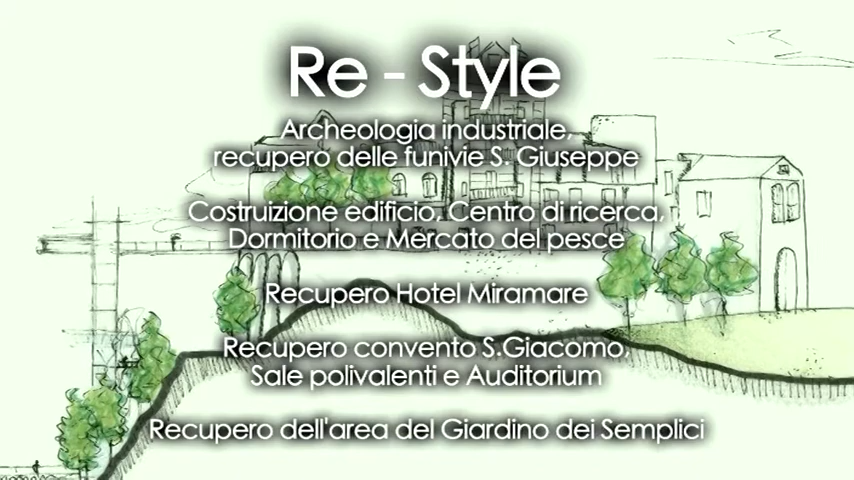 Re - Style
Archeologia industriale,
recupero delle funivie S. Giuseppe
Costruizione edificio, Centro di ricerca,
Dormitorio e Mercato del pesce
Recupero Hotel Miramare
Recupero convento S.Giacomo,
Sale polivalenti e Auditorium
Recupero dell'area del Giardino dei Semplici